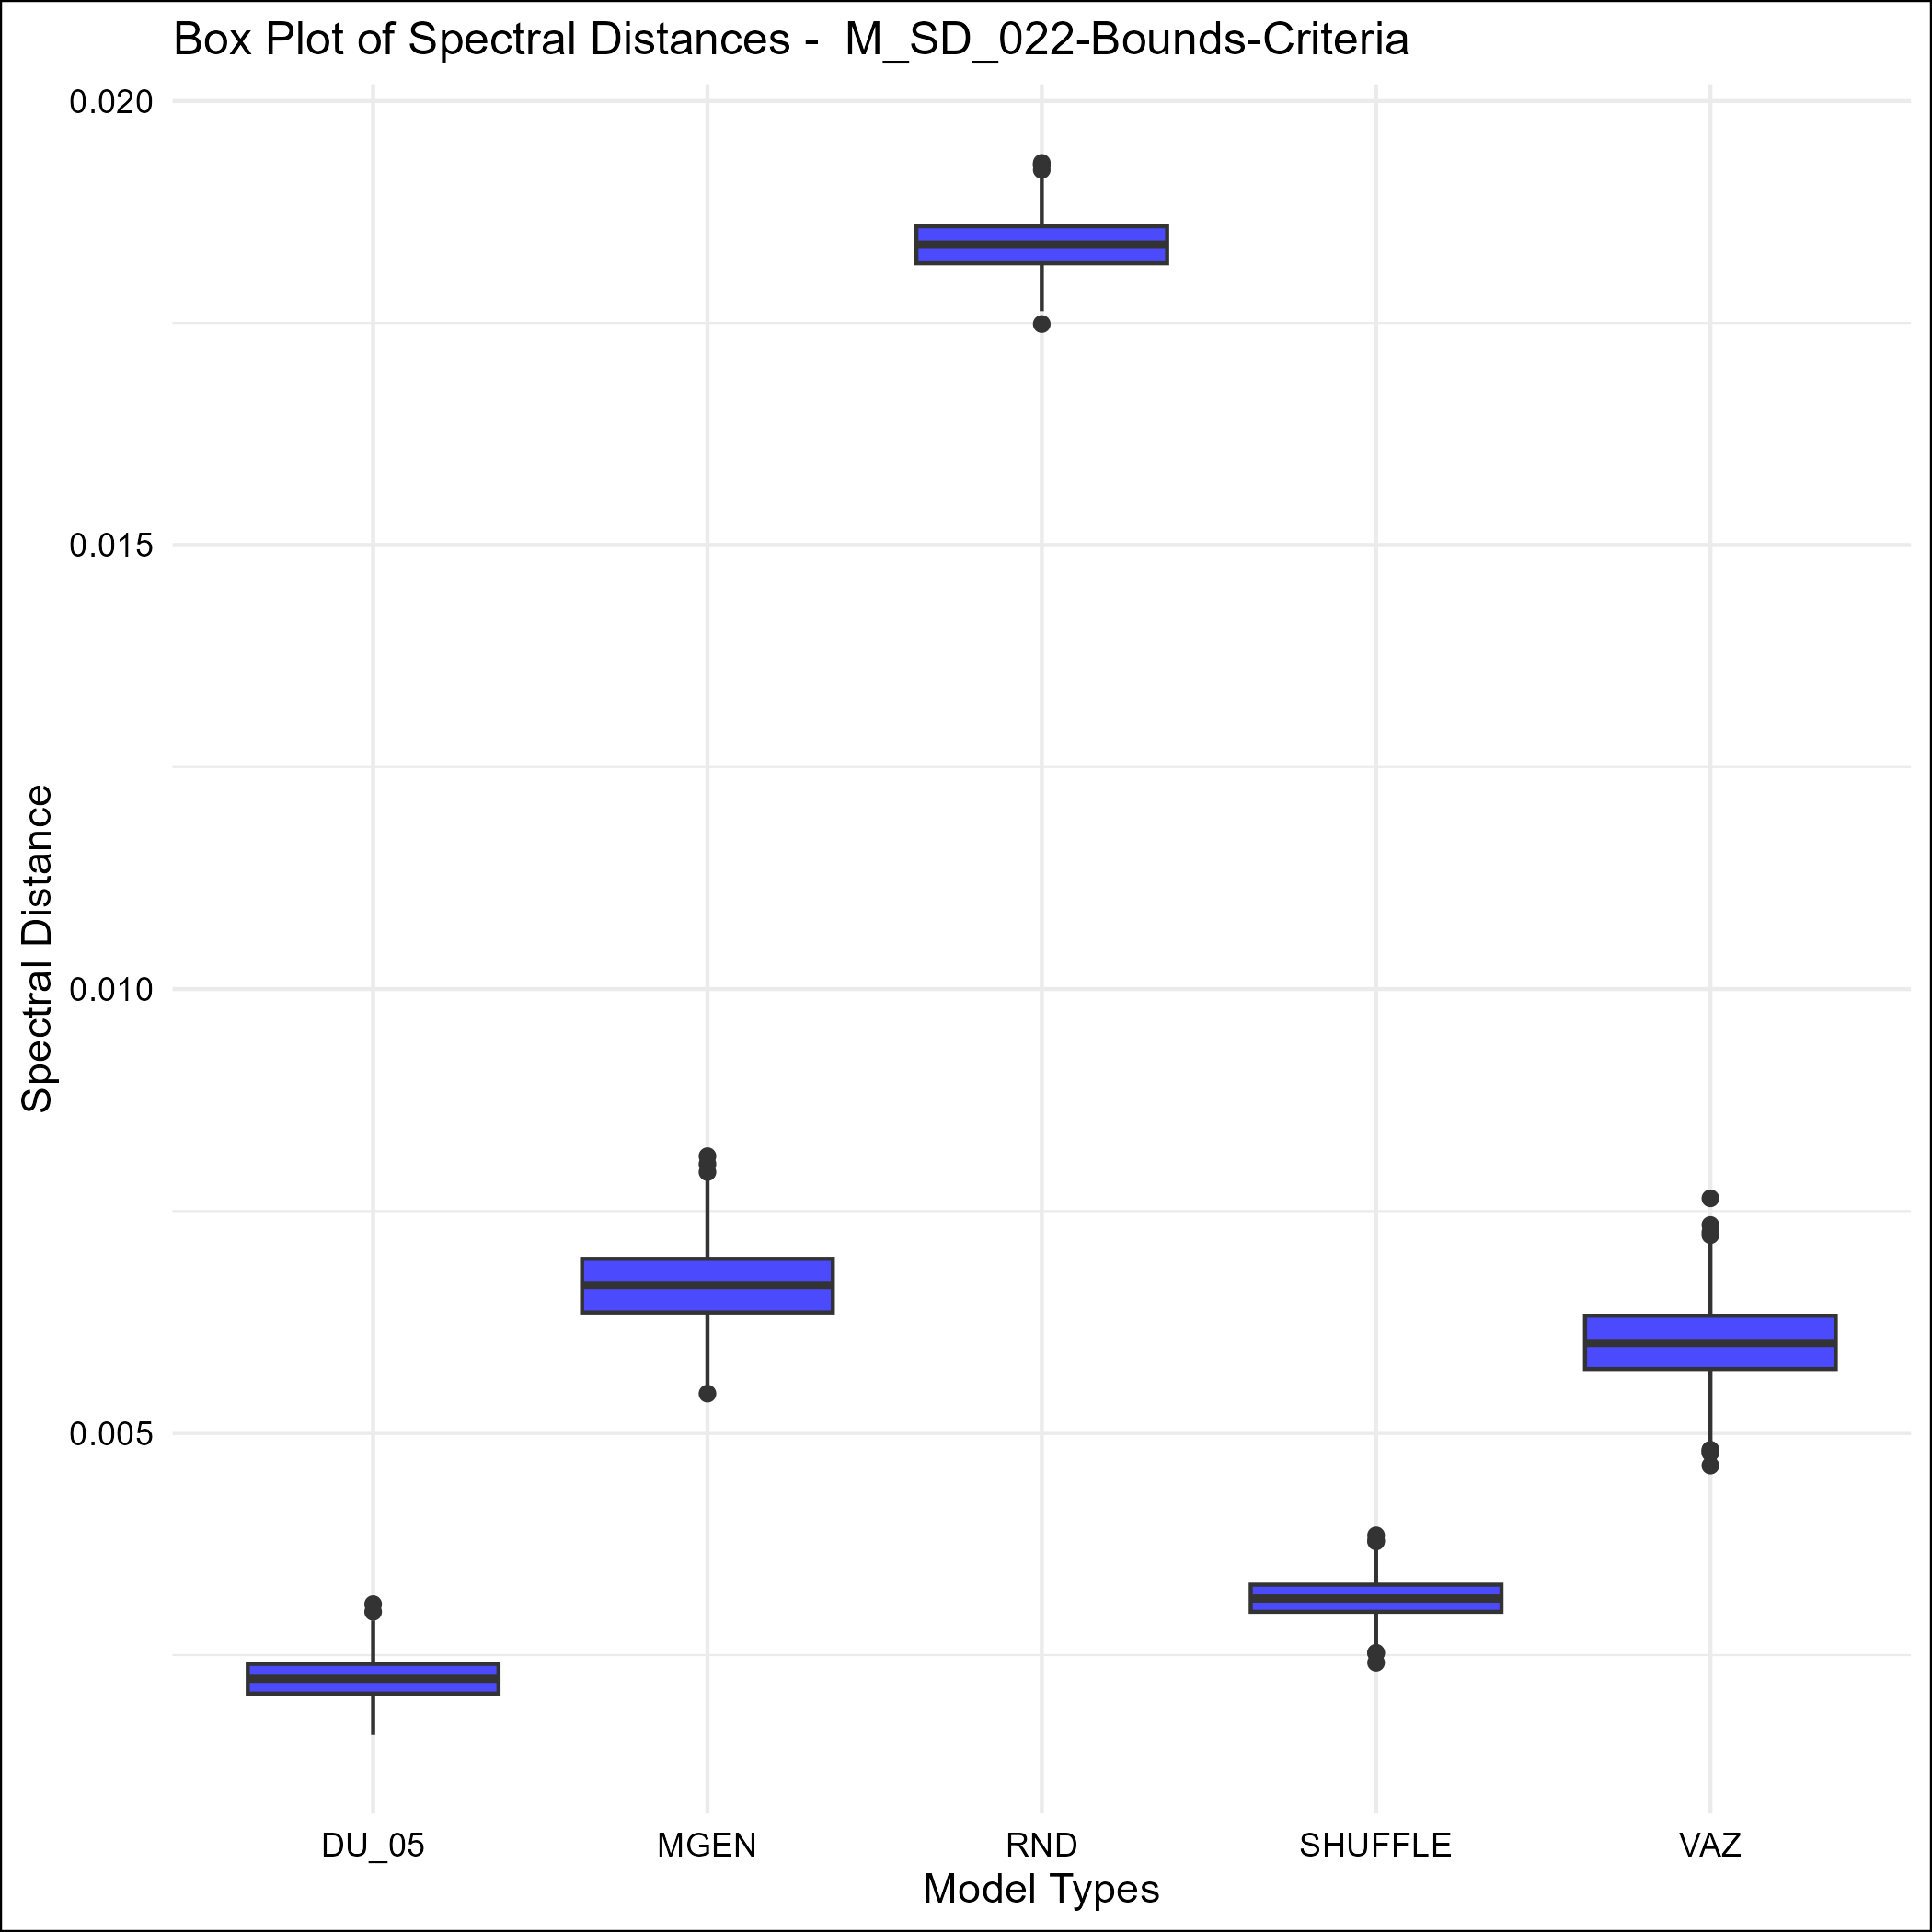 Box Plot of Spectral Distances -  M_SD_022-Bounds-Criteria
0.020
0.015
0.010
0.005
Spectral Distance
DU_05 MGEN RND SHUFFLE VAZ
Model Types